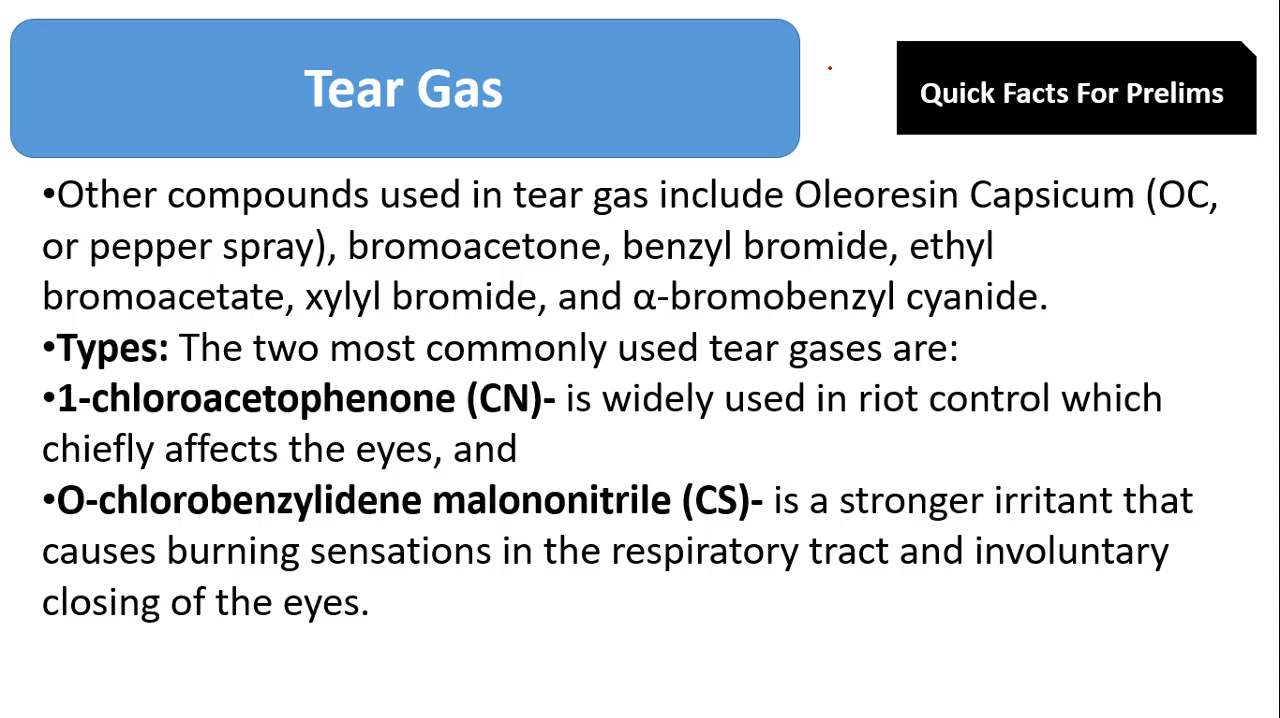 Tear Gas
Quick Facts For Prelims
•Other compounds used in tear gas include Oleoresin Capsicum (OC,
or pepper spray), bromoacetone, benzyl bromide, ethyl
bromoacetate, xylyl bromide, and α-bromobenzyl cyanide.
•Types: The two most commonly used tear gases are:
•1-chloroacetophenone (CN)- is widely used in riot control which
chiefly affects the eyes, and
•O-chlorobenzylidene malononitrile (CS)- is a stronger irritant that
causes burning sensations in the respiratory tract and involuntary
closing of the eyes.